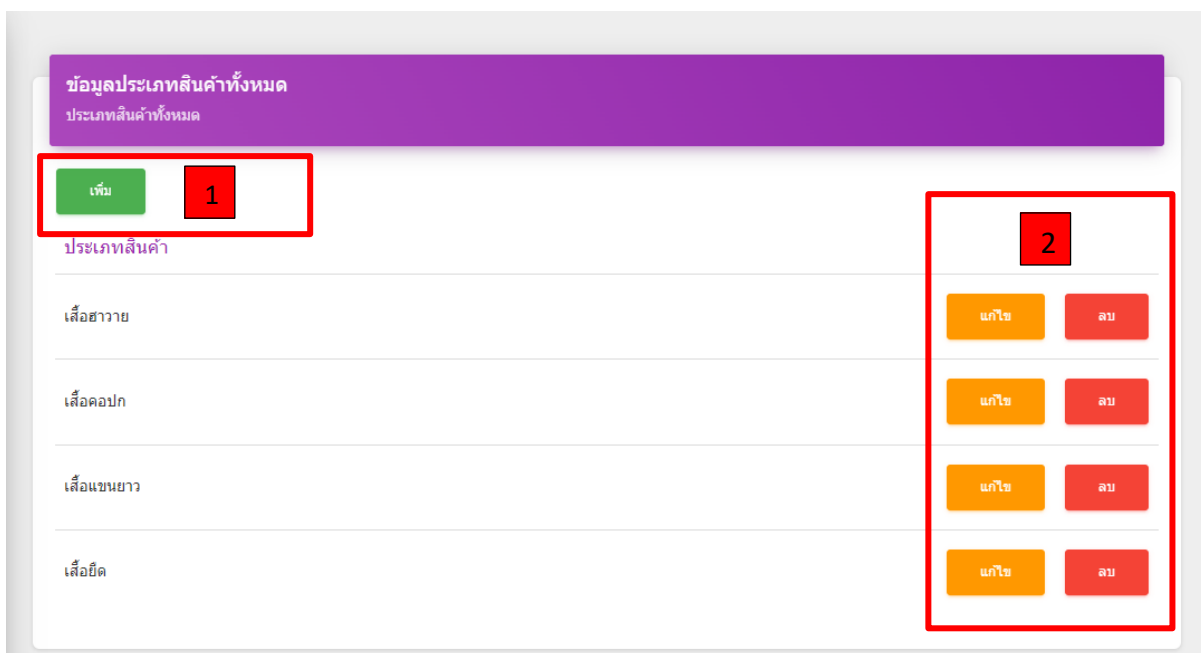 ข้อมูลประเภทสินค้าทั้งหมด
ประเภทสินค้าทั้งหมด
เพิ่ม 1
ประเภทสินค้า 2
เสื้อฮาวาย แก้ไข ลบ
เสื้อคอปก แก้ไข ลบ
เสื้อแขนยาว แก้ไข ลบ
เสื้อยืด แก้ไข ลบ